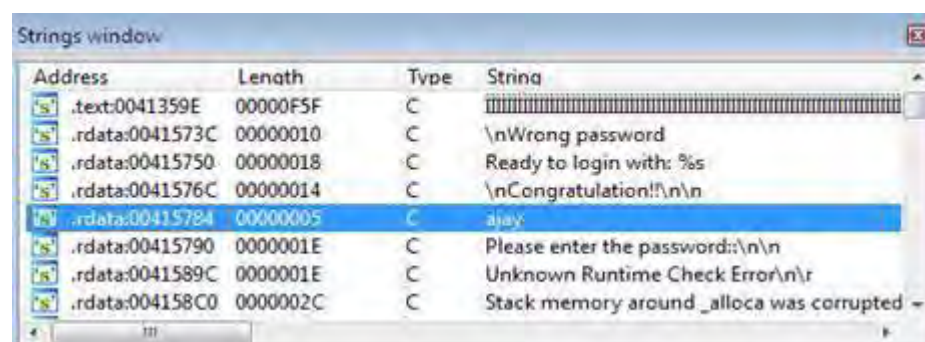 Strings window
Address Length Type String
.text:0041359E 00000F5F C
.rdata:0041573C 00000010 C \nWrong password
.rdata:00415750 00000018 C Ready to login with: %s
.rdata:0041576C 00000014 C \nCongratulation!!\n\n
.rdata:00415784 00000005 C ajay
.rdata:00415790 0000001E C Please enter the password::\n\n
.rdata:0041589C 0000001E C Unknown Runtime Check Error\n\r
.rdata:004158C0 0000002C C Stack memory around _alloca was corrupted